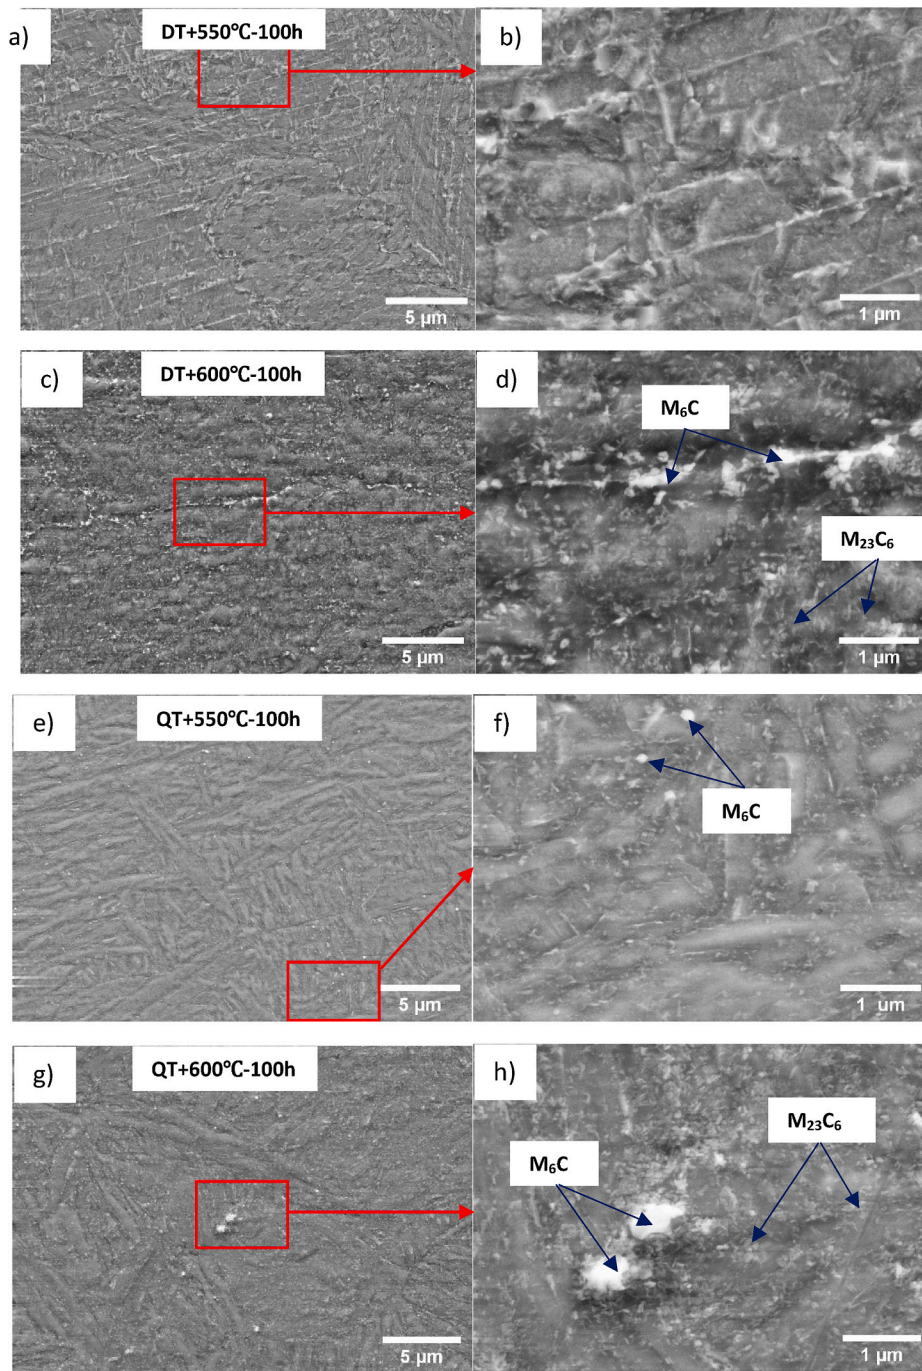 a)
DT+550℃-100h
b)
5 µm
1 µm
c)
DT+600℃-100h
d)
M₆C
M₂₃C₆
5 µm
1 µm
e)
QT+550℃-100h
f)
M₆C
5 µm
1 um
g)
QT+600℃-100h
h)
M₂₃C₆
M₆C
5 µm
1 µm